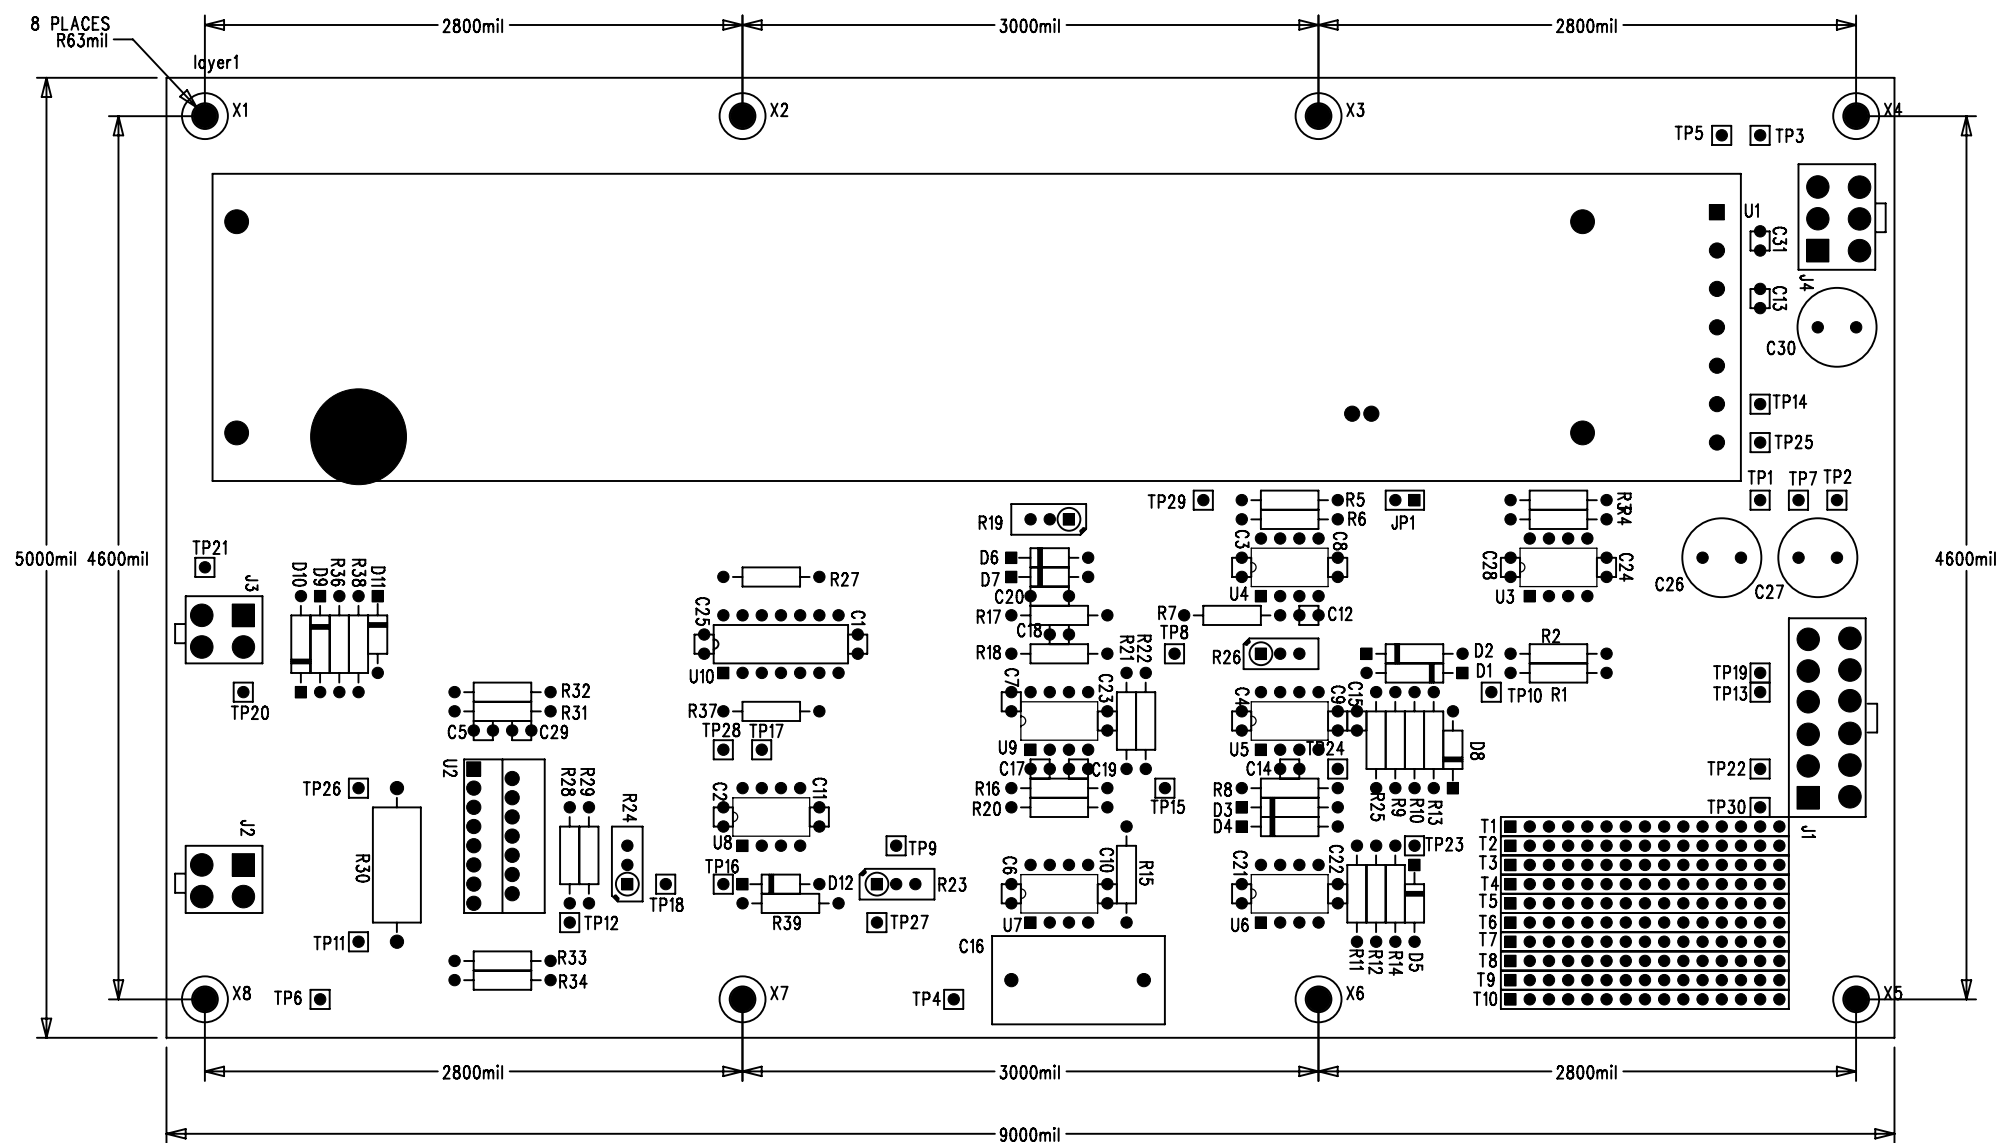 8 PLACES
R63mil
2800mil
3000mil
2800mil
layer1
X1
X2
X3
X4
TP5
TP3
U1
C31
J4
C13
C30
TP14
TP25
TP1
TP7
TP2
TP29
R5
R6
JP1
R3
R4
R19
5000mil
4600mil
4600mil
TP21
D10
D9
R36
R38
D11
J3
R27
D6
D7
C20
C3
C8
U4
C28
C24
U3
C26
C27
C25
C1
U10
R17
C18
R18
R21
R22
R7
TP8
C12
R26
D2
D1
R2
R1
TP10
TP19
TP13
TP20
R32
R31
C5
C29
R37
TP28
TP17
C7
C23
U9
C4
C9
C15
U5
TP24
D8
TP22
U2
TP26
R28
R29
R24
C2
C11
U8
C17
C19
R16
R20
TP15
C14
R8
D3
D4
R25
R9
R10
R13
TP30
J1
J2
R30
TP9
TP16
D12
R23
R39
TP27
TP18
TP12
C6
C10
R15
U7
C21
C22
U6
TP23
T1
T2
T3
T4
T5
T6
T7
T8
T9
T10
TP11
R33
R34
C16
R11
R12
R14
D5
X8
TP6
X7
TP4
X6
X5
2800mil
3000mil
2800mil
9000mil